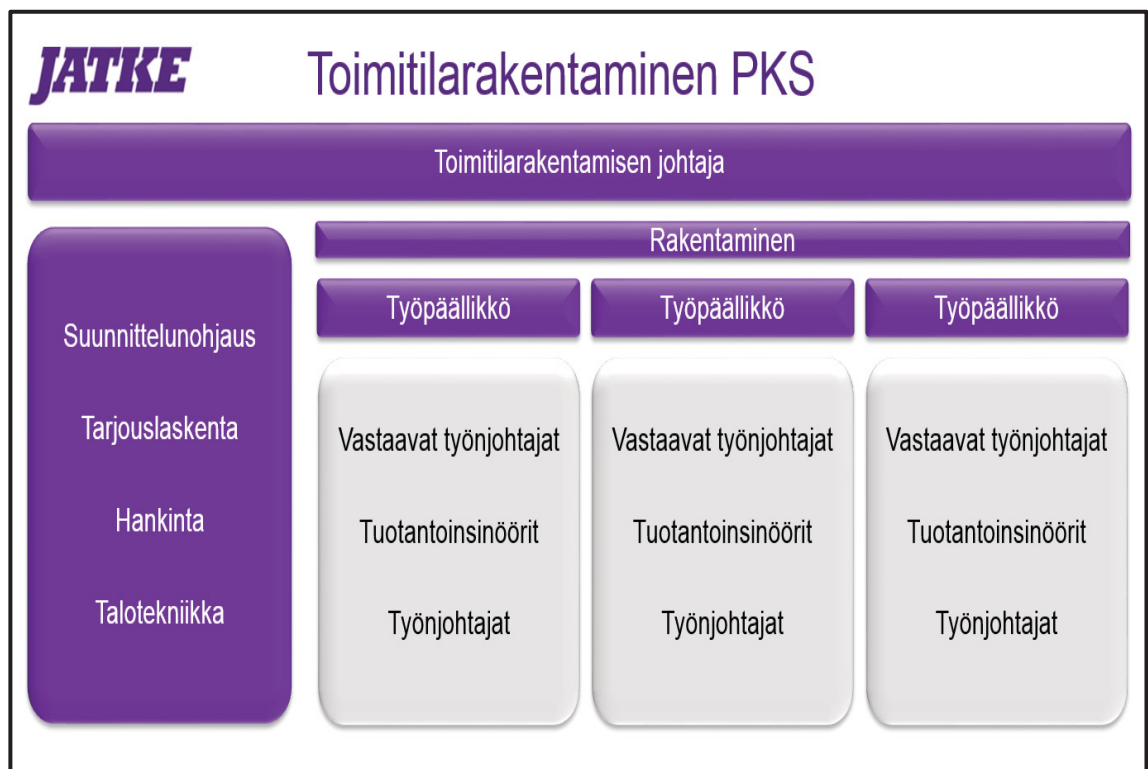 JATKE
Toimitilarakentaminen PKS
Toimitilarakentamisen johtaja
Suunnittelunohjaus
Tarjouslaskenta
Hankinta
Talotekniikka
Rakentaminen
Työpäällikkö
Vastaavat työnjohtajat
Tuotantoinsinöörit
Työnjohtajat
Työpäällikkö
Vastaavat työnjohtajat
Tuotantoinsinöörit
Työnjohtajat
Työpäällikkö
Vastaavat työnjohtajat
Tuotantoinsinöörit
Työnjohtajat